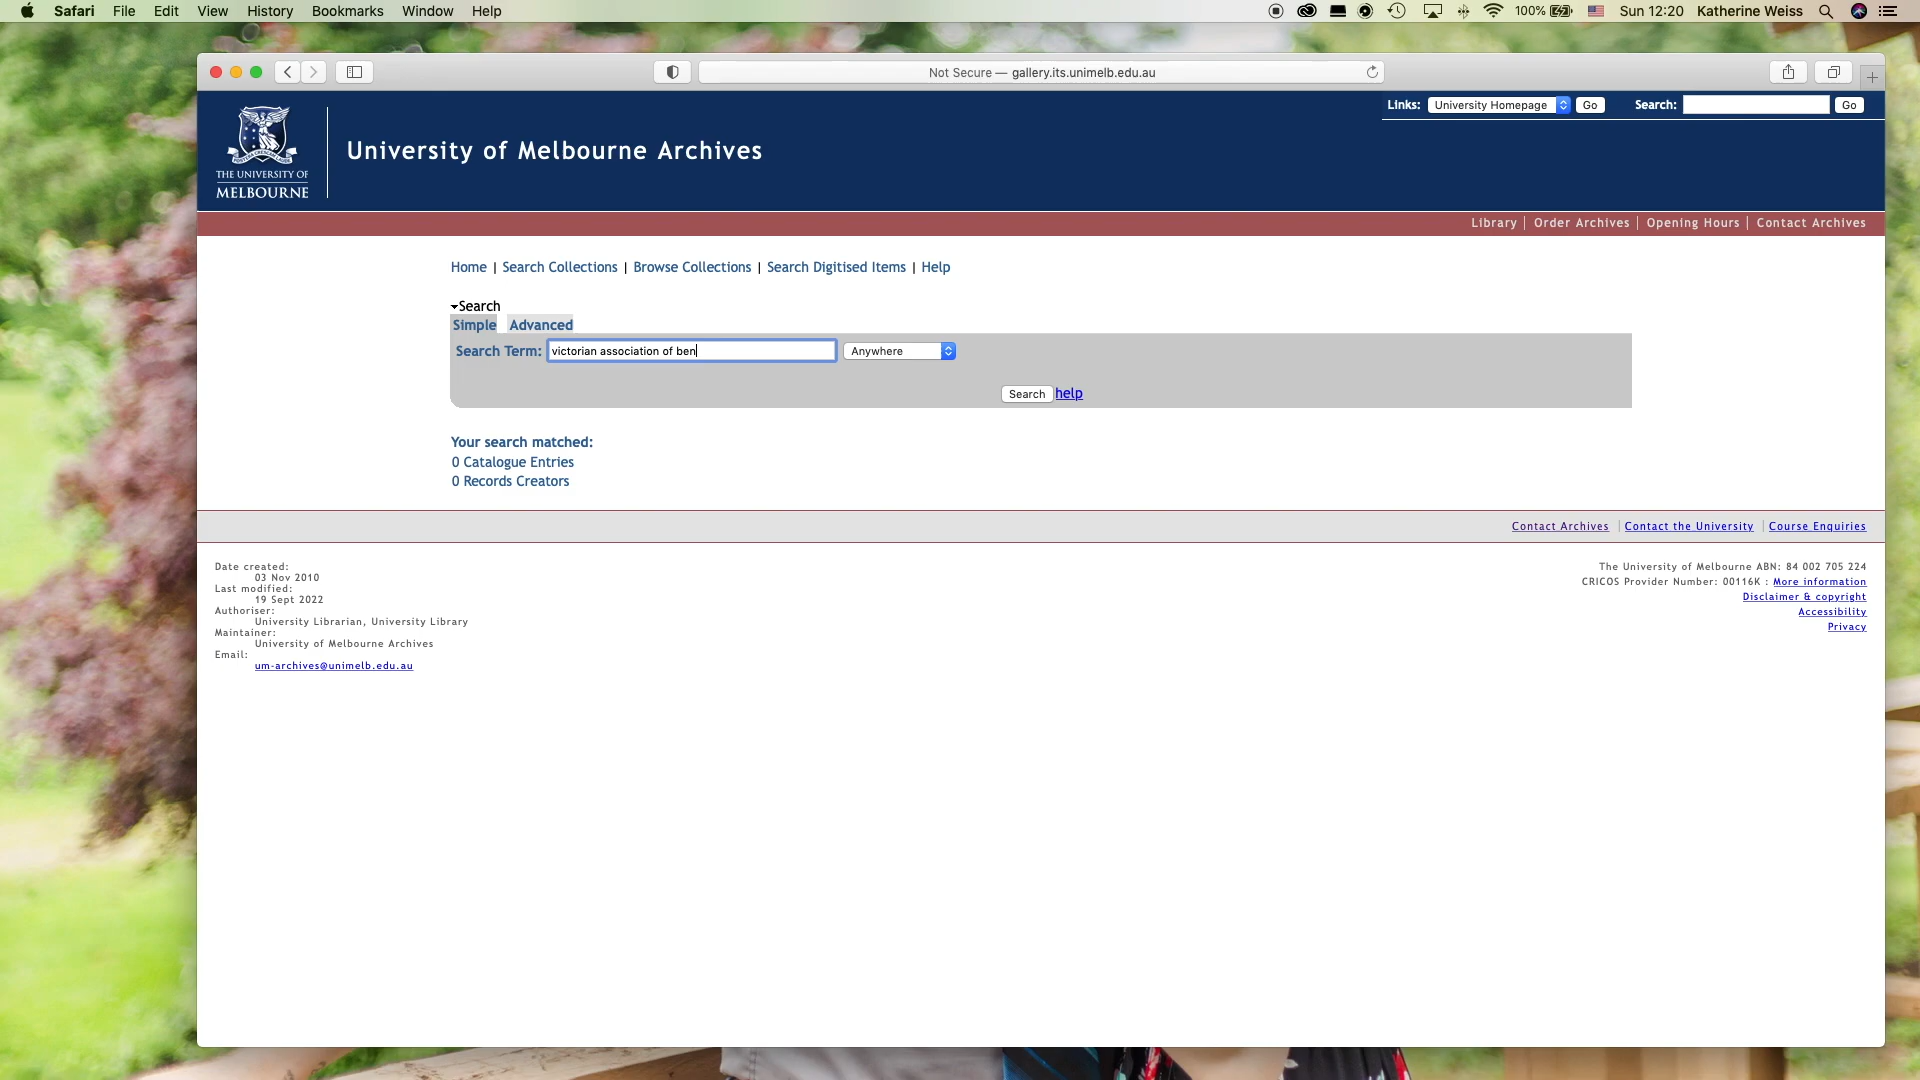 Safari File Edit View History Bookmarks Window Help 100% Sun 12:20 Katherine Weiss
Not Secure — gallery.its.unimelb.edu.au
Links: University Homepage Go Search: Go
THE UNIVERSITY OF
MELBOURNE
University of Melbourne Archives
Library | Order Archives | Opening Hours | Contact Archives
Home | Search Collections | Browse Collections | Search Digitised Items | Help
Search
Simple Advanced
Search Term: victorian association of ben Anywhere
Search help
Your search matched:
0 Catalogue Entries
0 Records Creators
Contact Archives | Contact the University | Course Enquiries
Date created:
03 Nov 2010
Last modified:
19 Sept 2022
Authoriser:
University Librarian, University Library
Maintainer:
University of Melbourne Archives
Email:
um-archives@unimelb.edu.au
The University of Melbourne ABN: 84 002 705 224
CRICOS Provider Number: 00116K : More information
Disclaimer & copyright
Accessibility
Privacy